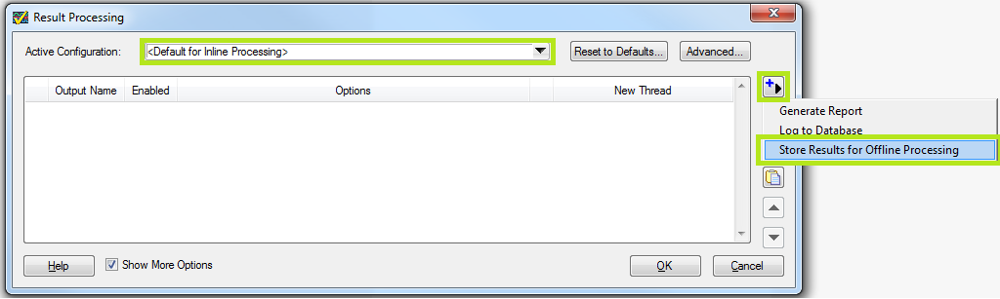 Result Processing
Active Configuration: <Default for Inline Processing> Reset to Defaults... Advanced...
Output Name Enabled Options New Thread
Generate Report
Log to Database
Store Results for Offline Processing
Help Show More Options OK Cancel